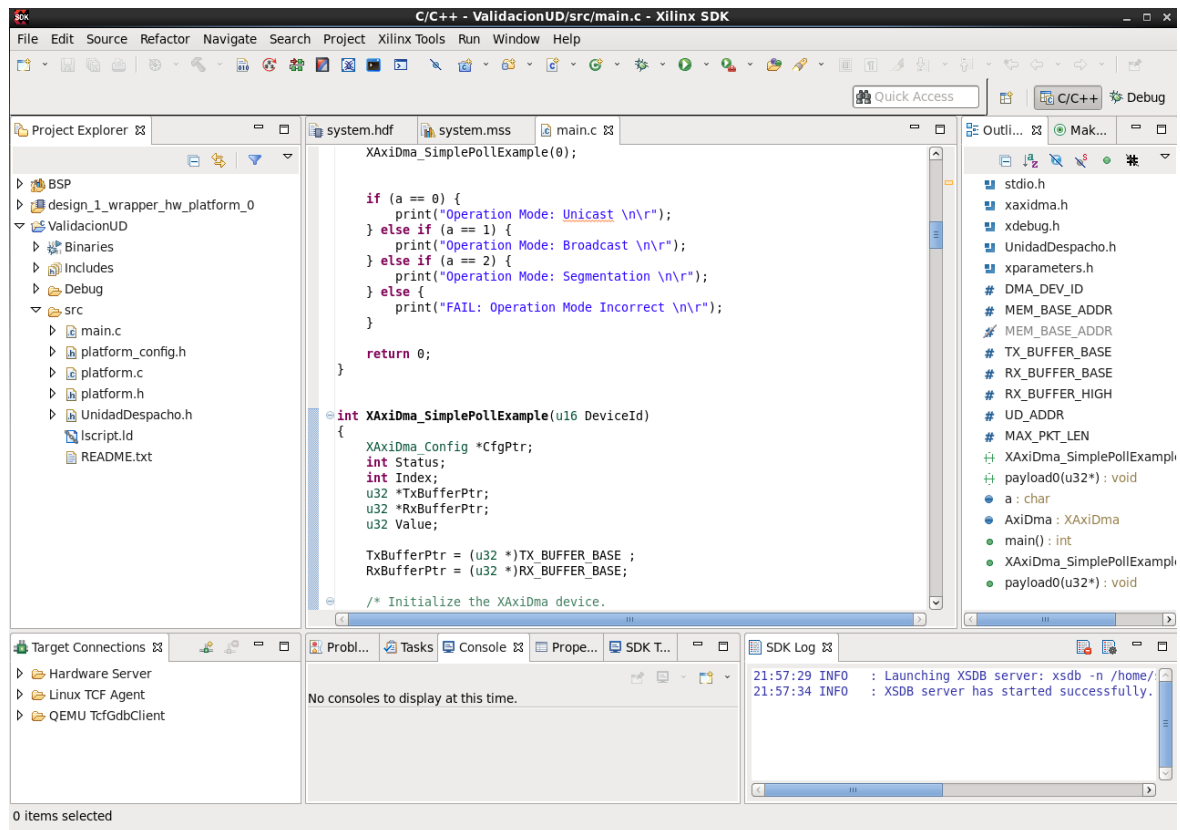 C/C++ - ValidacionUD/src/main.c - Xilinx SDK
File Edit Source Refactor Navigate Search Project Xilinx Tools Run Window Help
Quick Access
C/C++
Debug
Project Explorer
BSP
design_1_wrapper_hw_platform_0
ValidacionUD
Binaries
Includes
Debug
src
main.c
platform_config.h
platform.c
platform.h
UnidadDespacho.h
lscript.ld
README.txt
system.hdf
system.mss
main.c
XAxiDma_SimplePollExample(0);
if (a == 0) {
print("Operation Mode: Unicast \n\r");
} else if (a == 1) {
print("Operation Mode: Broadcast \n\r");
} else if (a == 2) {
print("Operation Mode: Segmentation \n\r");
} else {
print("FAIL: Operation Mode Incorrect \n\r");
}
return 0;
}
int XAxiDma_SimplePollExample(u16 DeviceId)
{
XAxiDma_Config *CfgPtr;
int Status;
int Index;
u32 *TxBufferPtr;
u32 *RxBufferPtr;
u32 Value;
TxBufferPtr = (u32 *)TX_BUFFER_BASE ;
RxBufferPtr = (u32 *)RX_BUFFER_BASE;
/* Initialize the XAxiDma device.
Outli...
Mak...
stdio.h
xaxidma.h
xdebug.h
UnidadDespacho.h
xparameters.h
DMA_DEV_ID
MEM_BASE_ADDR
MEM_BASE_ADDR
TX_BUFFER_BASE
RX_BUFFER_BASE
RX_BUFFER_HIGH
UD_ADDR
MAX_PKT_LEN
XAxiDma_SimplePollExampl
payload0(u32*) : void
a : char
AxiDma : XAxiDma
main() : int
XAxiDma_SimplePollExampl
payload0(u32*) : void
Target Connections
Hardware Server
Linux TCF Agent
QEMU TcfGdbClient
Probl...
Tasks
Console
Prope...
SDK T...
No consoles to display at this time.
SDK Log
21:57:29 INFO : Launching XSDB server: xsdb -n /home/
21:57:34 INFO : XSDB server has started successfully.
0 items selected